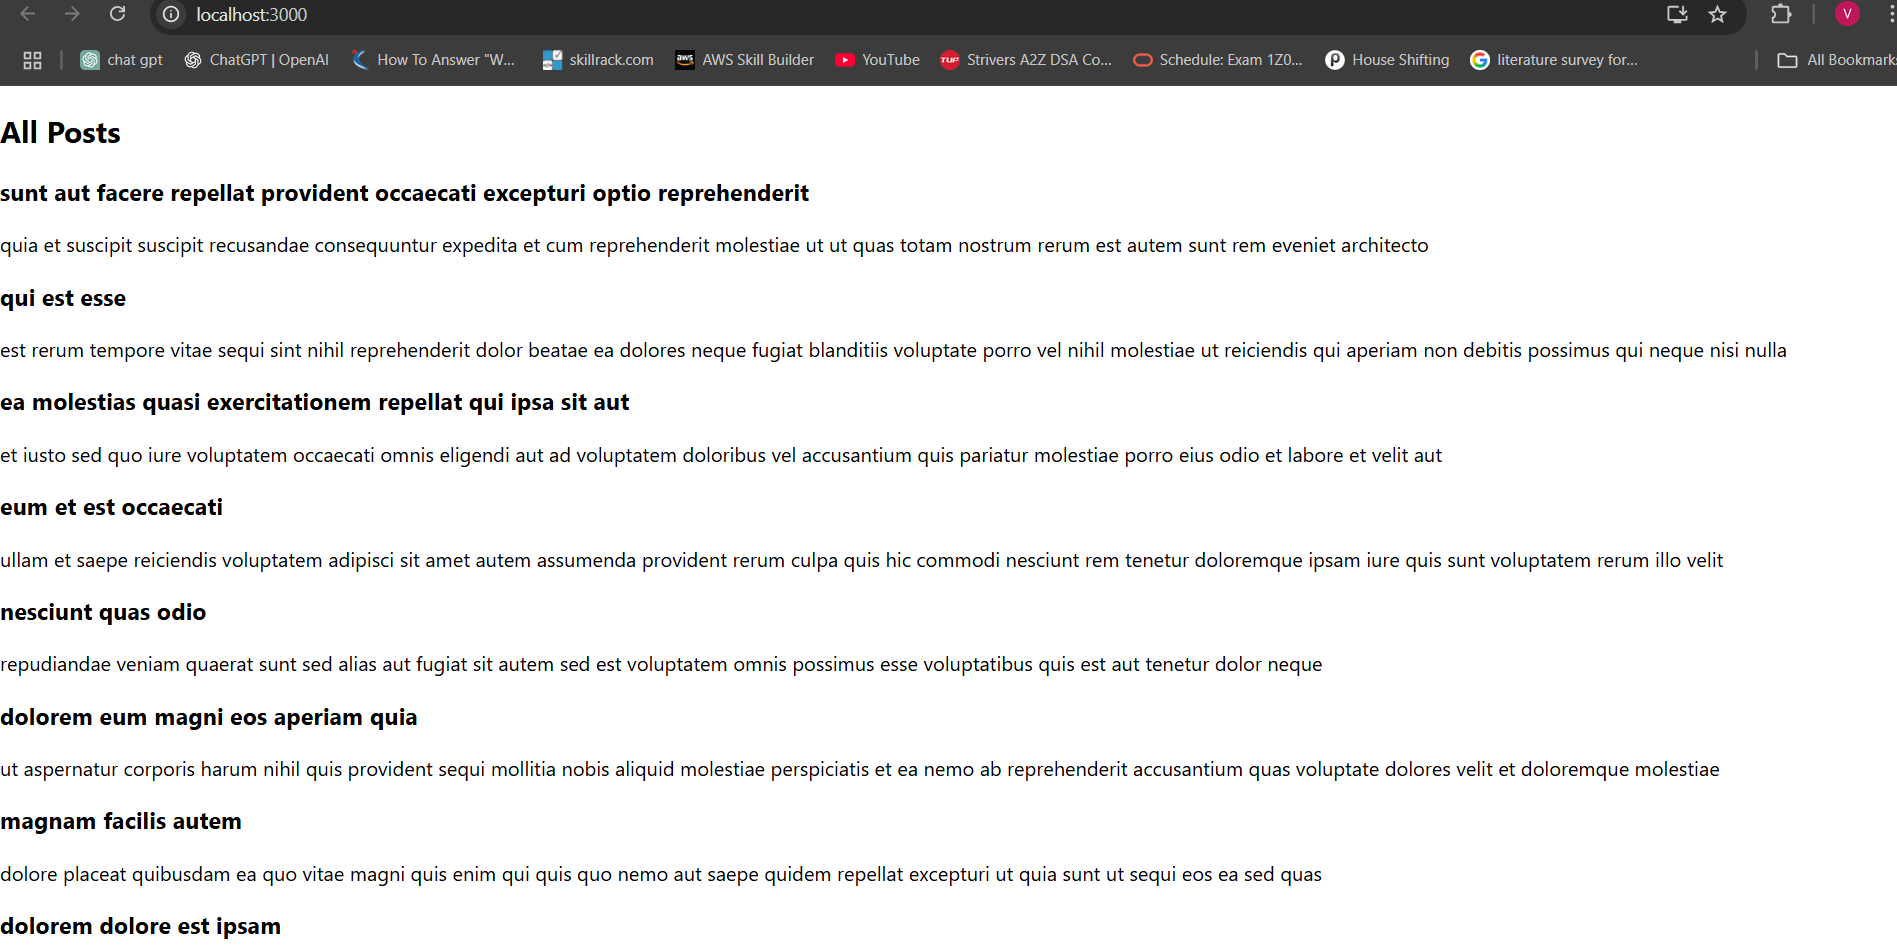 localhost:3000
V
chat gpt
ChatGPT | OpenAI
How To Answer "W...
skillrack.com
aws
AWS Skill Builder
YouTube
TUF
Strivers A2Z DSA Co...
Schedule: Exam 1Z0...
House Shifting
literature survey for...
All Bookmarks
All Posts
sunt aut facere repellat provident occaecati excepturi optio reprehenderit
quia et suscipit suscipit recusandae consequuntur expedita et cum reprehenderit molestiae ut ut quas totam nostrum rerum est autem sunt rem eveniet architecto
qui est esse
est rerum tempore vitae sequi sint nihil reprehenderit dolor beatae ea dolores neque fugiat blanditiis voluptate porro vel nihil molestiae ut reiciendis qui aperiam non debitis possimus qui neque nisi nulla
ea molestias quasi exercitationem repellat qui ipsa sit aut
et iusto sed quo iure voluptatem occaecati omnis eligendi aut ad voluptatem doloribus vel accusantium quis pariatur molestiae porro eius odio et labore et velit aut
eum et est occaecati
ullam et saepe reiciendis voluptatem adipisci sit amet autem assumenda provident rerum culpa quis hic commodi nesciunt rem tenetur doloremque ipsam iure quis sunt voluptatem rerum illo velit
nesciunt quas odio
repudiandae veniam quaerat sunt sed alias aut fugiat sit autem sed est voluptatem omnis possimus esse voluptatibus quis est aut tenetur dolor neque
dolorem eum magni eos aperiam quia
ut aspernatur corporis harum nihil quis provident sequi mollitia nobis aliquid molestiae perspiciatis et ea nemo ab reprehenderit accusantium quas voluptate dolores velit et doloremque molestiae
magnam facilis autem
dolore placeat quibusdam ea quo vitae magni quis enim qui quis quo nemo aut saepe quidem repellat excepturi ut quia sunt ut sequi eos ea sed quas
dolorem dolore est ipsam